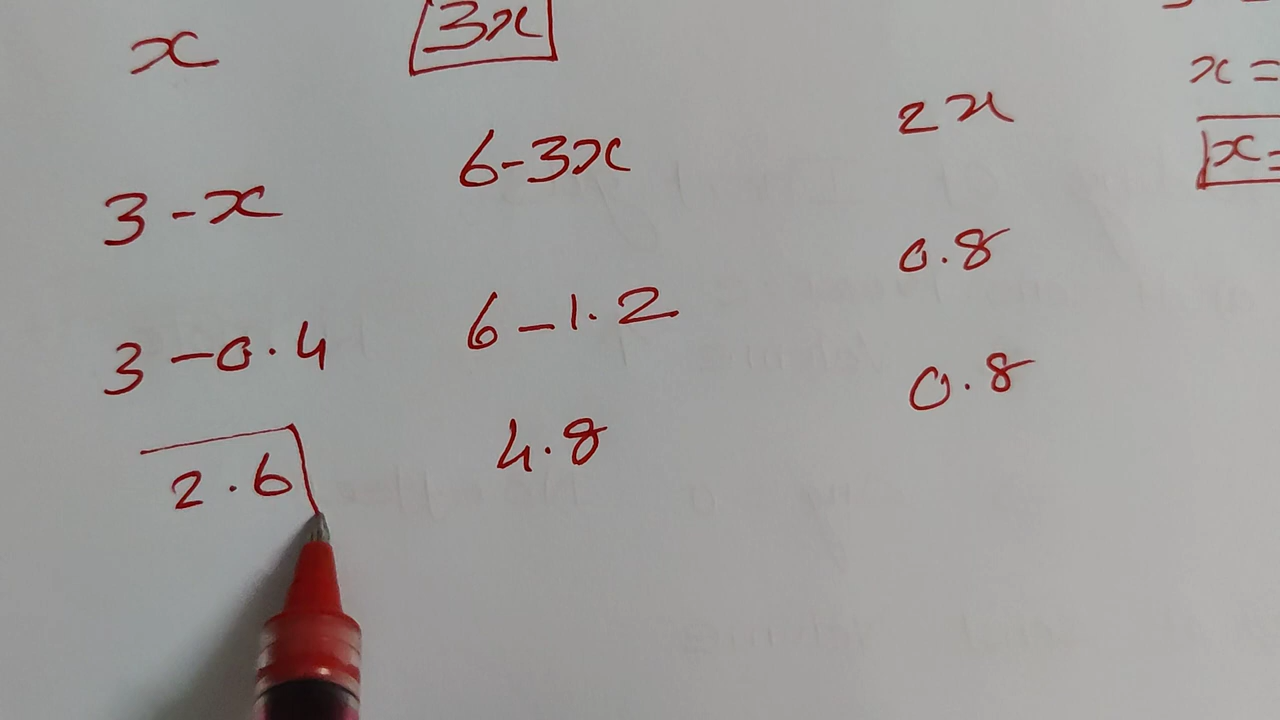 x 3x
x =
2x
6-3x
x =
3-x
0.8
6-1.2
3-0.4
0.8
4.8
2.6